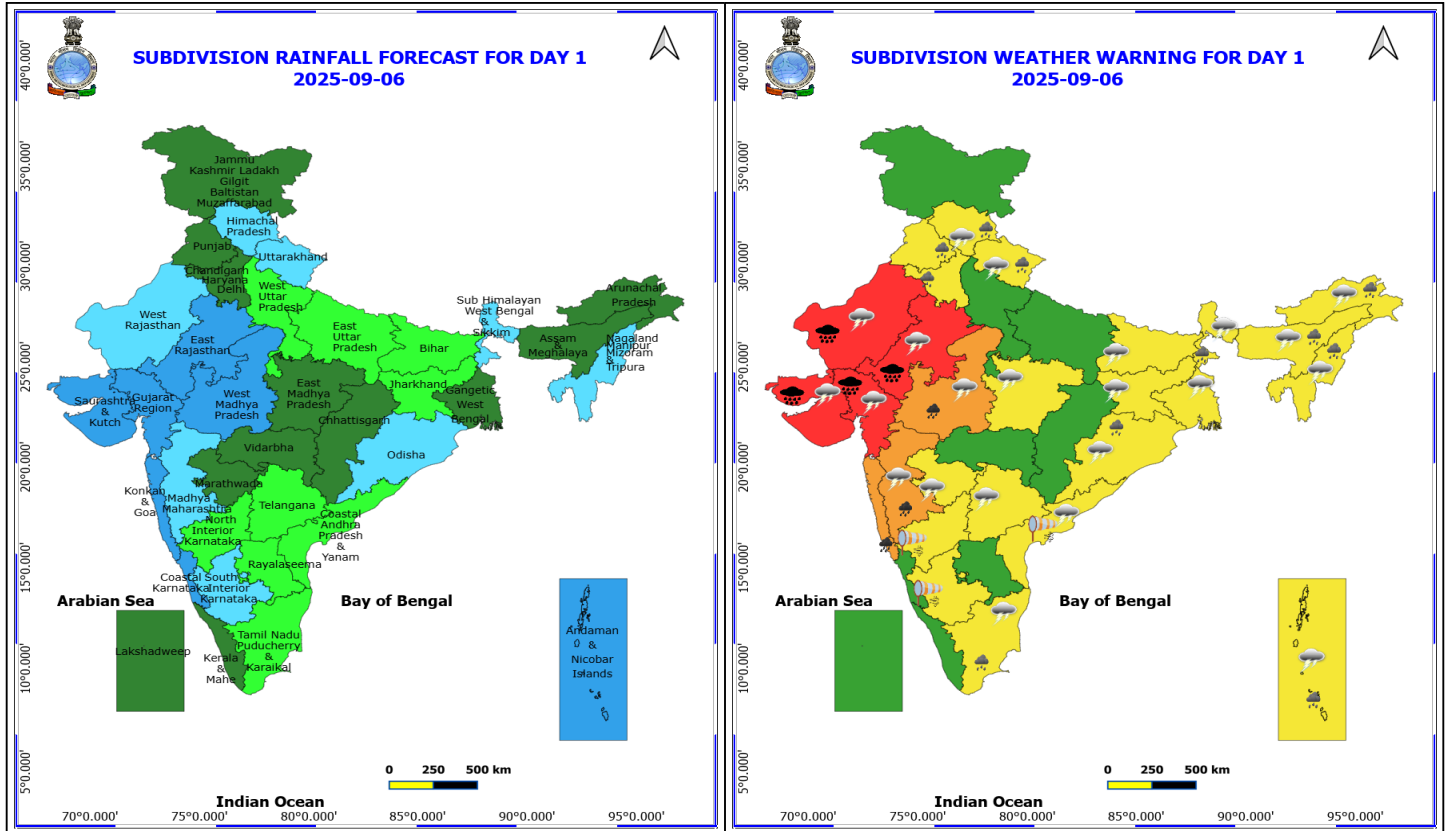 SUBDIVISION RAINFALL FORECAST FOR DAY 1
2025-09-06
40°0.000'
35°0.000'
30°0.000'
25°0.000'
20°0.000'
15°0.000'
10°0.000'
5°0.000'
Jammu
Kashmir Ladakh
Gilgit
Baltistan
Muzaffarabad
Himachal
Pradesh
Punjab
Uttarakhand
Chandigarh
Haryana
Delhi
West
Uttar
Pradesh
Arunachal
Pradesh
Sub Himalayan
West Bengal
&
Sikkim
West
Rajasthan
East
Rajasthan
East
Uttar
Pradesh
Bihar
Assam
&
Meghalaya
Nagaland
Manipur
Mizoram
&
Tripura
Saurashtra
&
Kutch
Gujarat
Region
West
Madhya
Pradesh
East
Madhya
Pradesh
Jharkhand
Gangetic
West
Bengal
Chhattisgarh
Vidarbha
Odisha
Konkan
&
Goa
Madhya
Maharashtra
Marathwada
Telangana
North
Interior
Karnataka
Coastal
Andhra
Pradesh
&
Yanam
Rayalaseema
Coastal
Karnataka
South
Interior
Karnataka
Arabian Sea
Bay of Bengal
Lakshadweep
Kerala
&
Mahe
Tamil Nadu
Puducherry
&
Karaikal
Andaman
&
Nicobar
Islands
0 250 500 km
Indian Ocean
70°0.000' 75°0.000' 80°0.000' 85°0.000' 90°0.000' 95°0.000'
SUBDIVISION WEATHER WARNING FOR DAY 1
2025-09-06
40°0.000'
35°0.000'
30°0.000'
25°0.000'
20°0.000'
15°0.000'
10°0.000'
5°0.000'
Arabian Sea
Bay of Bengal
0 250 500 km
Indian Ocean
70°0.000' 75°0.000' 80°0.000' 85°0.000' 90°0.000' 95°0.000'